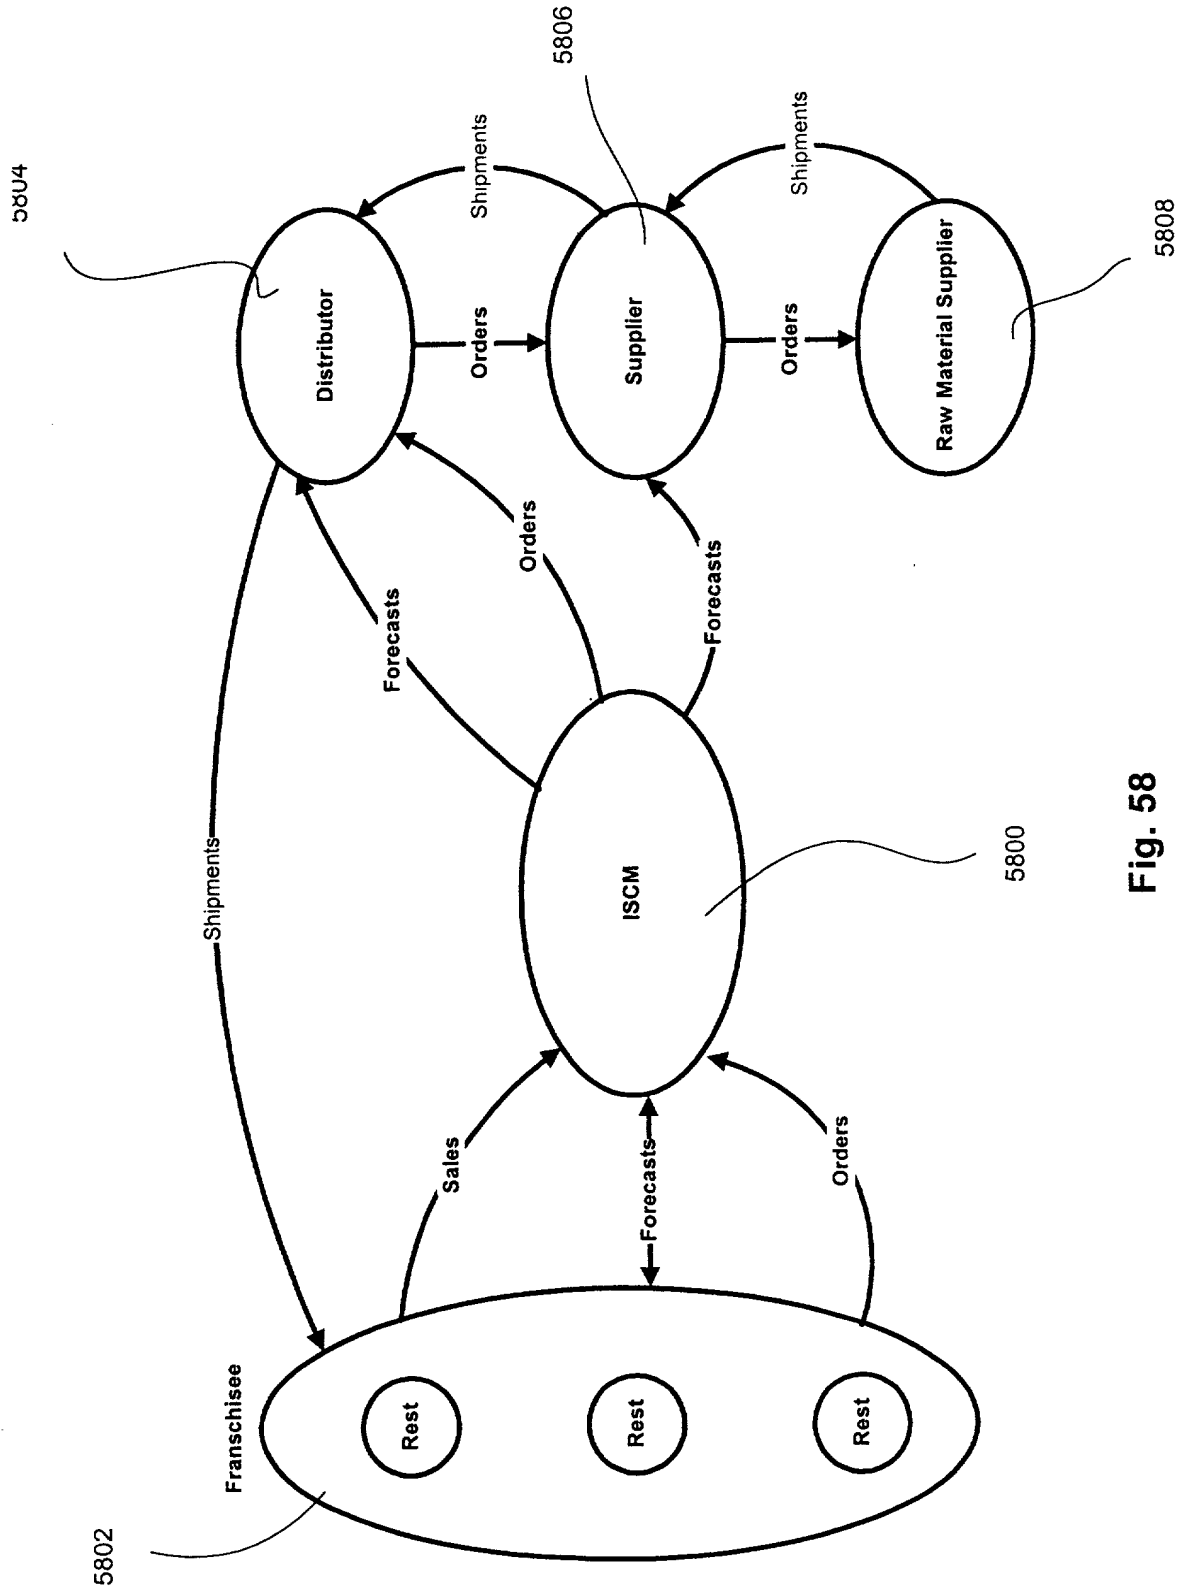 5804
5802
Shipments
Franschisee
Distributor
Forecasts
Rest
Sales
Orders
Shipments
Orders
5806
Rest
Forecasts
ISCM
Supplier
Forecasts
Orders
Shipments
Orders
Rest
Raw Material Supplier
5800
5808
Fig. 58